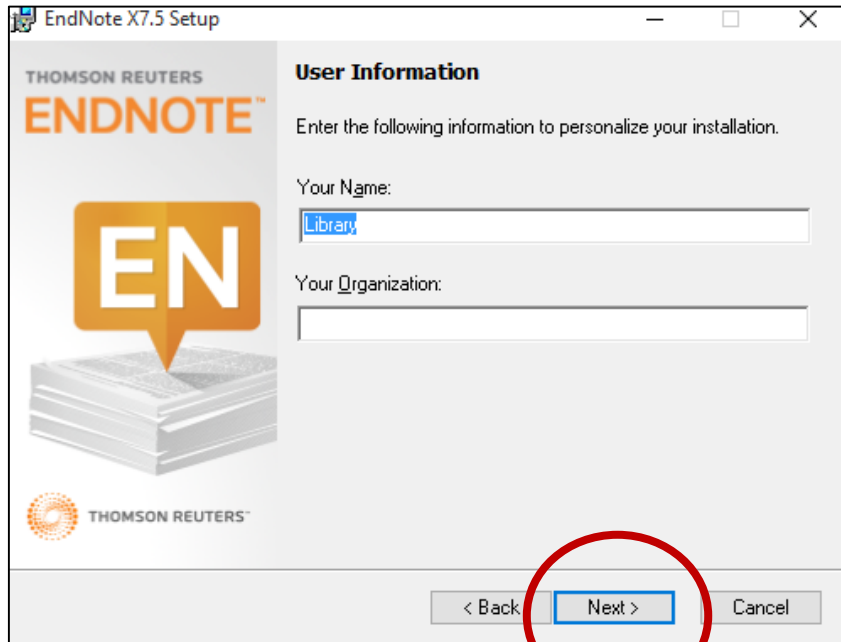 EndNote X7.5 Setup
THOMSON REUTERS
ENDNOTE™
EN
THOMSON REUTERS™
User Information
Enter the following information to personalize your installation.
Your Name:
Library
Your Organization:
< Back
Next >
Cancel